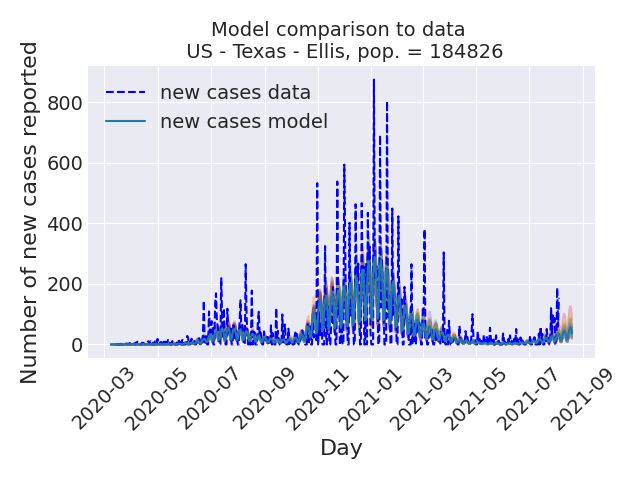 Model comparison to data
US - Texas - Ellis, pop. = 184826
Number of new cases reported
800
600
400
200
0
new cases data
new cases model
2020-03
2020-05
2020-07
2020-09
2020-11
2021-01
2021-03
2021-05
2021-07
2021-09
Day